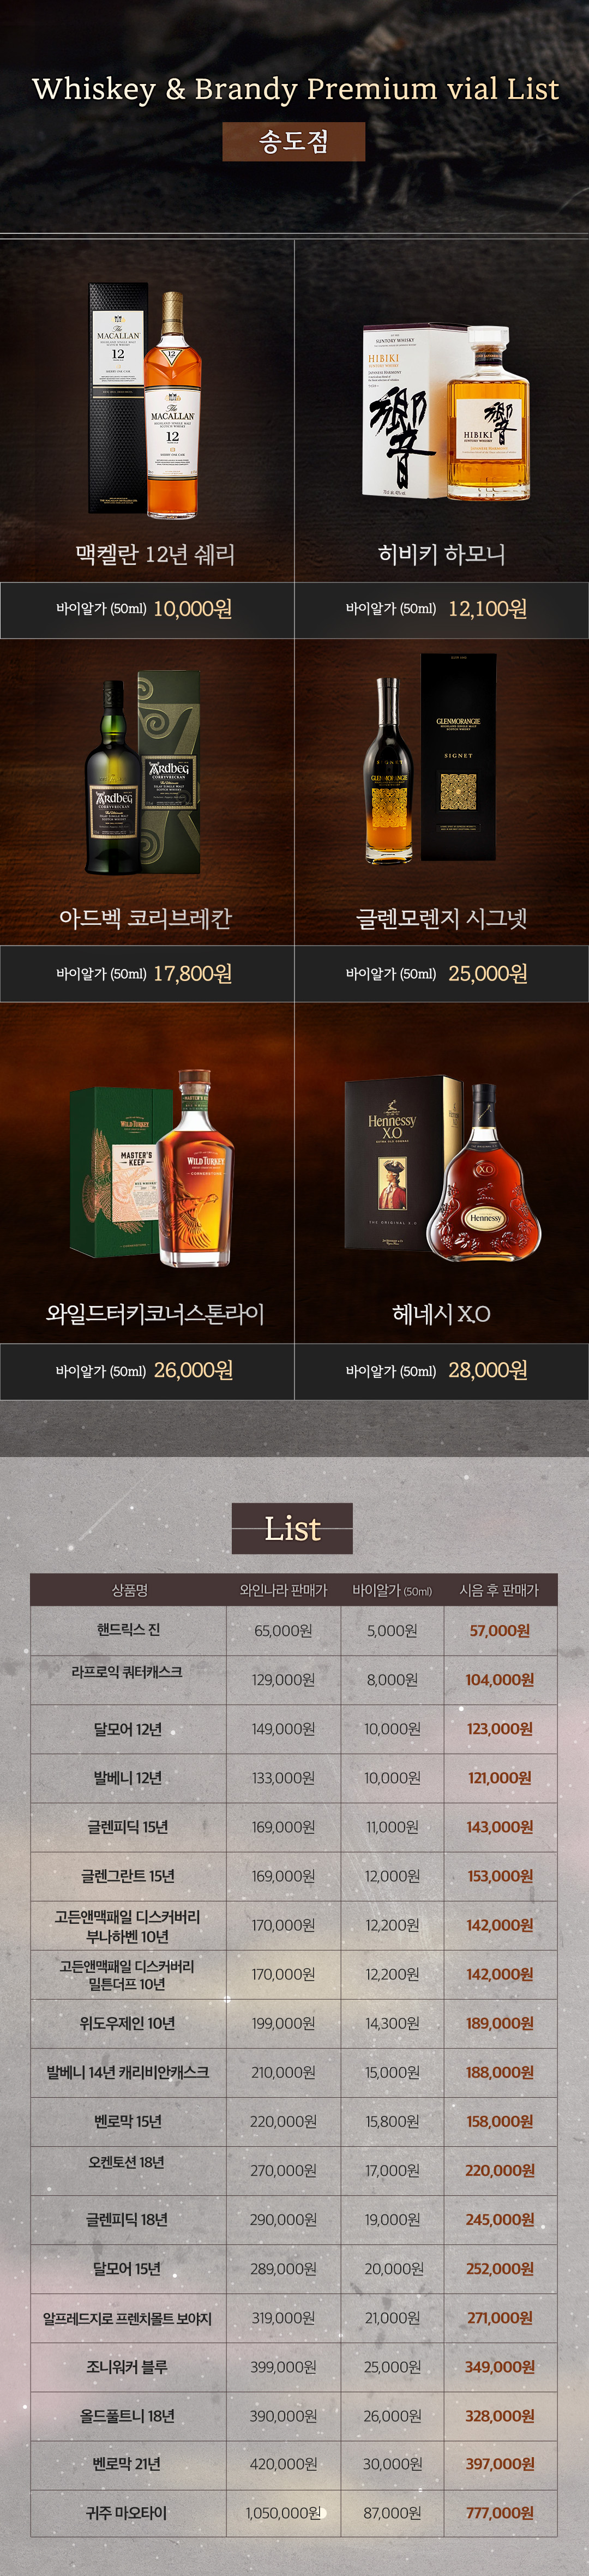 Whiskey & Brandy Premium vial List
송도점
The
MACALLAN
12
The
MACALLAN
12
SUNTORY WHISKY
HIBIKI
響
響
HIBIKI
맥켈란 12년 쉐리
히비키 하모니
바이알가 (50ml) 10,000원
바이알가 (50ml) 12,100원
ARdbeg
CORRYVRECKAN
ARdbeg
CORRYVRECKAN
GLENMORANGIE
SIGNET
SIGNET
GLENMORANGIE
아드벡 코리브레칸
글렌모렌지 시그넷
바이알가 (50ml) 17,800원
바이알가 (50ml) 25,000원
WILD TURKEY
MASTER'S
KEEP
MASTER'S
WILD TURKEY
CORNERSTONE
Hennessy
X.O
X.O
Hennessy
와일드터키코너스톤라이
헤네시 X.O
바이알가 (50ml) 26,000원
바이알가 (50ml) 28,000원
List
상품명 와인나라 판매가 바이알가 (50ml) 시음 후 판매가
핸드릭스 진 65,000원 5,000원 57,000원
라프로익 쿼터캐스크 129,000원 8,000원 104,000원
달모어 12년 149,000원 10,000원 123,000원
발베니 12년 133,000원 10,000원 121,000원
글렌피딕 15년 169,000원 11,000원 143,000원
글렌그란트 15년 169,000원 12,000원 153,000원
고든앤맥패일 디스커버리
부나하벤 10년 170,000원 12,200원 142,000원
고든앤맥패일 디스커버리
밀튼더프 10년 170,000원 12,200원 142,000원
위도우제인 10년 199,000원 14,300원 189,000원
발베니 14년 캐리비안캐스크 210,000원 15,000원 188,000원
벤로막 15년 220,000원 15,800원 158,000원
오켄토션 18년 270,000원 17,000원 220,000원
글렌피딕 18년 290,000원 19,000원 245,000원
달모어 15년 289,000원 20,000원 252,000원
알프레드지로 프렌치몰트 보야지 319,000원 21,000원 271,000원
조니워커 블루 399,000원 25,000원 349,000원
올드풀트니 18년 390,000원 26,000원 328,000원
벤로막 21년 420,000원 30,000원 397,000원
귀주 마오타이 1,050,000원 87,000원 777,000원